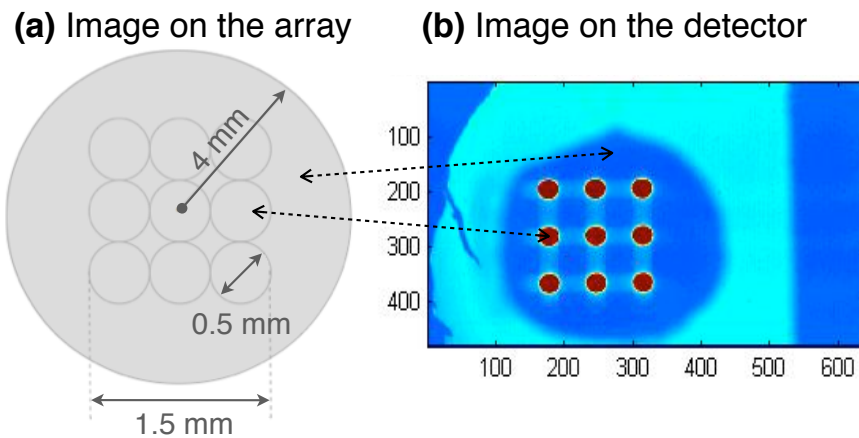 (a) Image on the array
(b) Image on the detector
4 mm
0.5 mm
1.5 mm
100
200
300
400
100 200 300 400 500 600